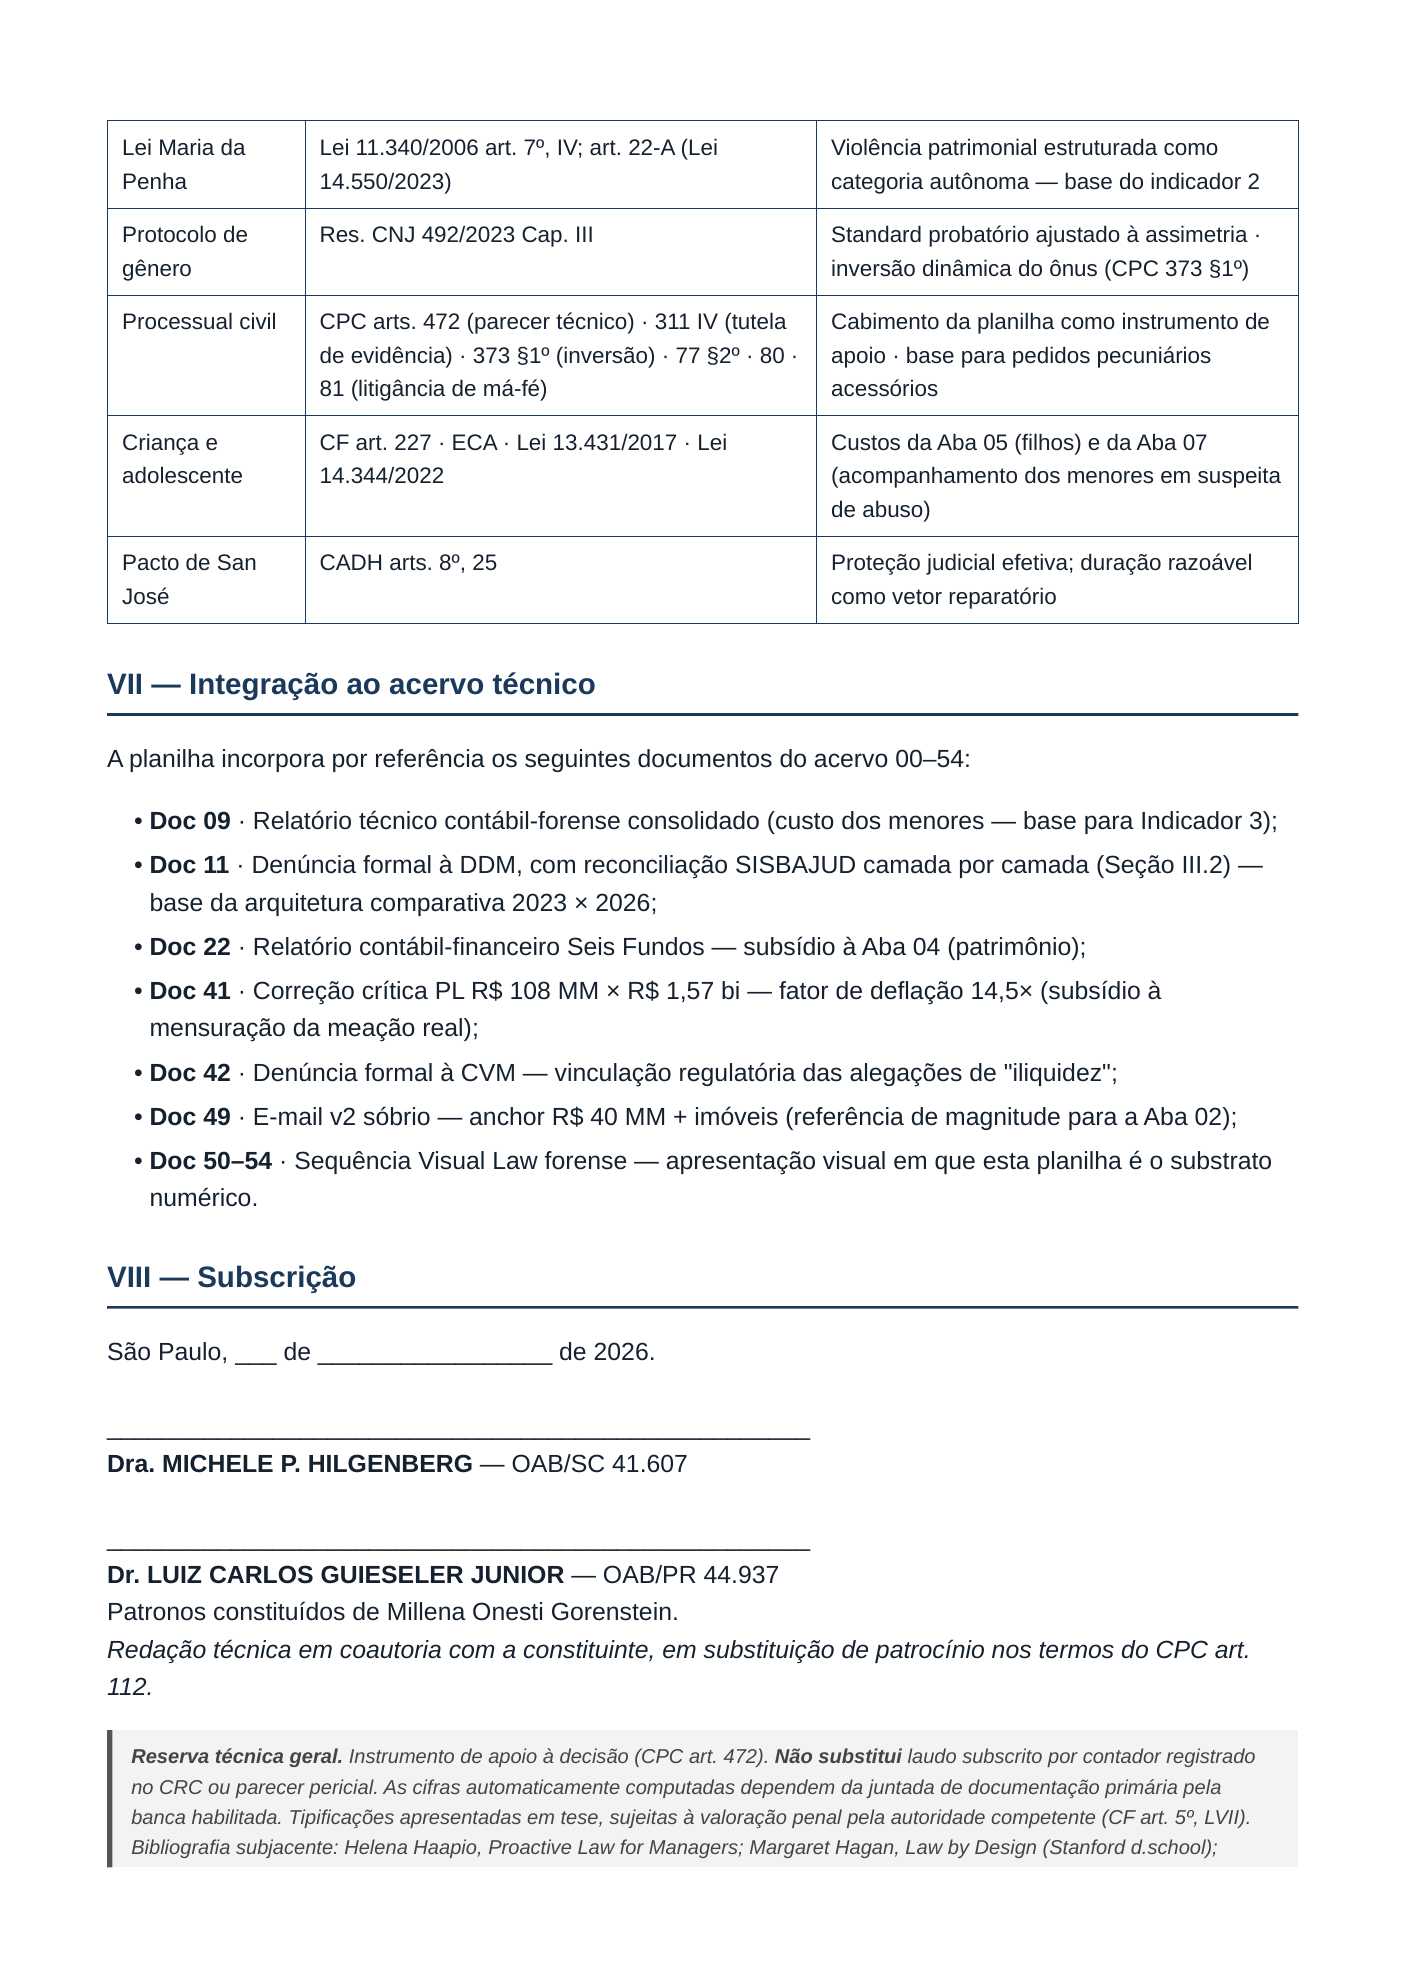 Lei Maria da
Penha
Lei 11.340/2006 art. 7º, IV; art. 22-A (Lei
14.550/2023)
Violência patrimonial estruturada como
categoria autônoma — base do indicador 2
Protocolo de
gênero
Res. CNJ 492/2023 Cap. III
Standard probatório ajustado à assimetria ·
inversão dinâmica do ônus (CPC 373 §1º)
Processual civil
CPC arts. 472 (parecer técnico) · 311 IV (tutela
de evidência) · 373 §1º (inversão) · 77 §2º · 80 ·
81 (litigância de má-fé)
Cabimento da planilha como instrumento de
apoio · base para pedidos pecuniários
acessórios
Criança e
adolescente
CF art. 227 · ECA · Lei 13.431/2017 · Lei
14.344/2022
Custos da Aba 05 (filhos) e da Aba 07
(acompanhamento dos menores em suspeita
de abuso)
Pacto de San
José
CADH arts. 8º, 25
Proteção judicial efetiva; duração razoável
como vetor reparatório
VII — Integração ao acervo técnico
A planilha incorpora por referência os seguintes documentos do acervo 00–54:
• Doc 09 · Relatório técnico contábil-forense consolidado (custo dos menores — base para Indicador 3);
• Doc 11 · Denúncia formal à DDM, com reconciliação SISBAJUD camada por camada (Seção III.2) —
base da arquitetura comparativa 2023 × 2026;
• Doc 22 · Relatório contábil-financeiro Seis Fundos — subsídio à Aba 04 (patrimônio);
• Doc 41 · Correção crítica PL R$ 108 MM × R$ 1,57 bi — fator de deflação 14,5× (subsídio à
mensuração da meação real);
• Doc 42 · Denúncia formal à CVM — vinculação regulatória das alegações de "iliquidez";
• Doc 49 · E-mail v2 sóbrio — anchor R$ 40 MM + imóveis (referência de magnitude para a Aba 02);
• Doc 50–54 · Sequência Visual Law forense — apresentação visual em que esta planilha é o substrato
numérico.
VIII — Subscrição
São Paulo, ___ de _________________ de 2026.
___________________________________________________
Dra. MICHELE P. HILGENBERG — OAB/SC 41.607
___________________________________________________
Dr. LUIZ CARLOS GUIESELER JUNIOR — OAB/PR 44.937
Patronos constituídos de Millena Onesti Gorenstein.
Redação técnica em coautoria com a constituinte, em substituição de patrocínio nos termos do CPC art.
112.
Reserva técnica geral. Instrumento de apoio à decisão (CPC art. 472). Não substitui laudo subscrito por contador registrado
no CRC ou parecer pericial. As cifras automaticamente computadas dependem da juntada de documentação primária pela
banca habilitada. Tipificações apresentadas em tese, sujeitas à valoração penal pela autoridade competente (CF art. 5º, LVII).
Bibliografia subjacente: Helena Haapio, Proactive Law for Managers; Margaret Hagan, Law by Design (Stanford d.school);